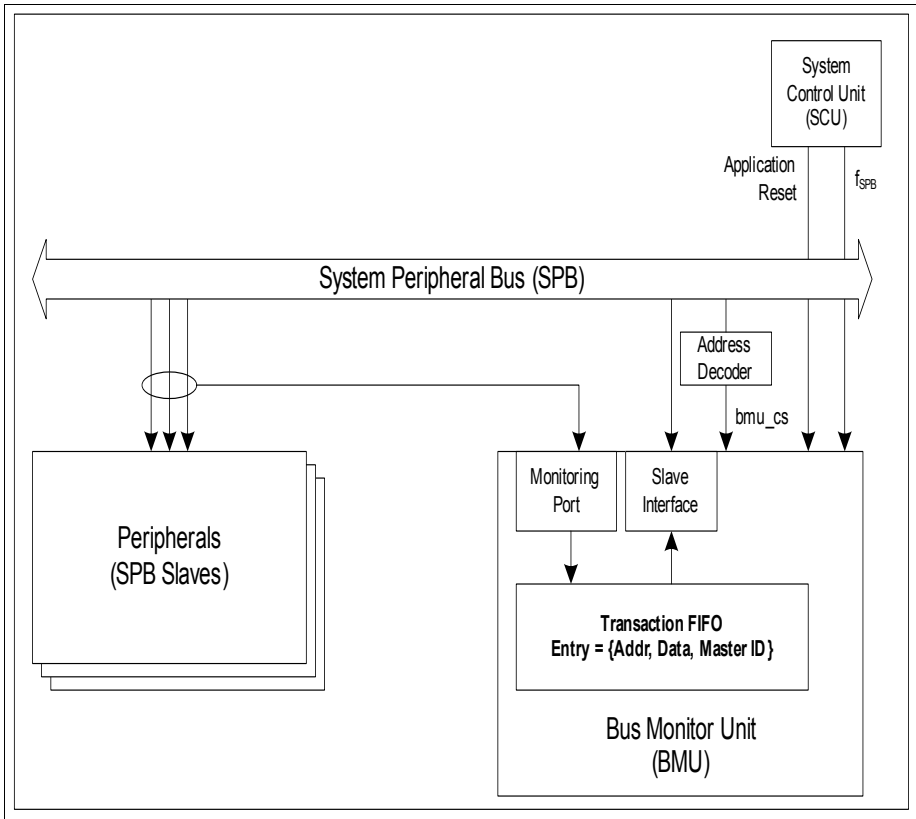 System
Control Unit
(SCU)
Application
Reset
fSPB
System Peripheral Bus (SPB)
Address
Decoder
bmu_cs
Monitoring
Port
Slave
Interface
Peripherals
(SPB Slaves)
Transaction FIFO
Entry = {Addr, Data, Master ID}
Bus Monitor Unit
(BMU)